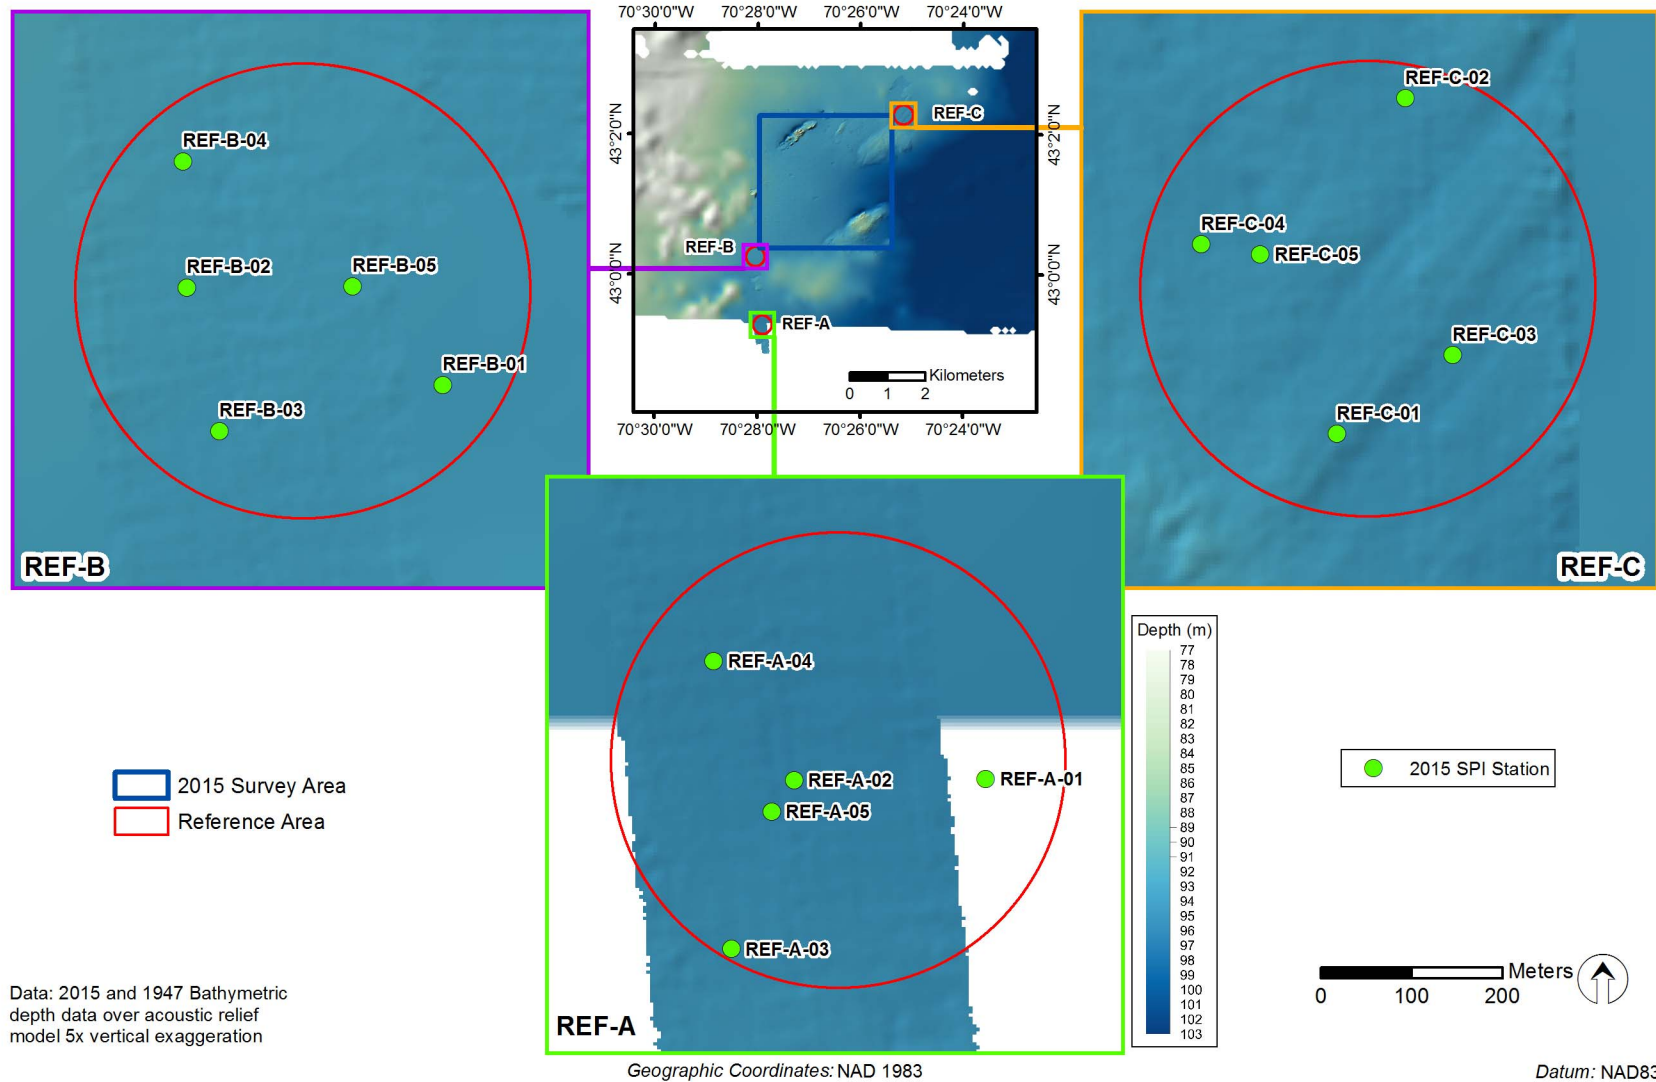 70°30'0"W
70°28'0"W
70°26'0"W
70°24'0"W
REF-B-04
REF-B-02
REF-B-05
REF-B-01
REF-B-03
REF-B
43°2'0"N
43°0'0"N
REF-C
REF-B
REF-A
Kilometers
0 1 2
43°2'0"N
43°0'0"N
70°30'0"W
70°28'0"W
70°26'0"W
70°24'0"W
REF-C-02
REF-C-04
REF-C-05
REF-C-03
REF-C-01
REF-C
REF-A-04
REF-A-02
REF-A-01
REF-A-05
REF-A-03
REF-A
Depth (m)
77
78
79
80
81
82
83
84
85
86
87
88
89
90
91
92
93
94
95
96
97
98
99
100
101
102
103
2015 Survey Area
Reference Area
2015 SPI Station
Meters
0 100 200
Data: 2015 and 1947 Bathymetric
depth data over acoustic relief
model 5x vertical exaggeration
Geographic Coordinates: NAD 1983
Datum: NAD83